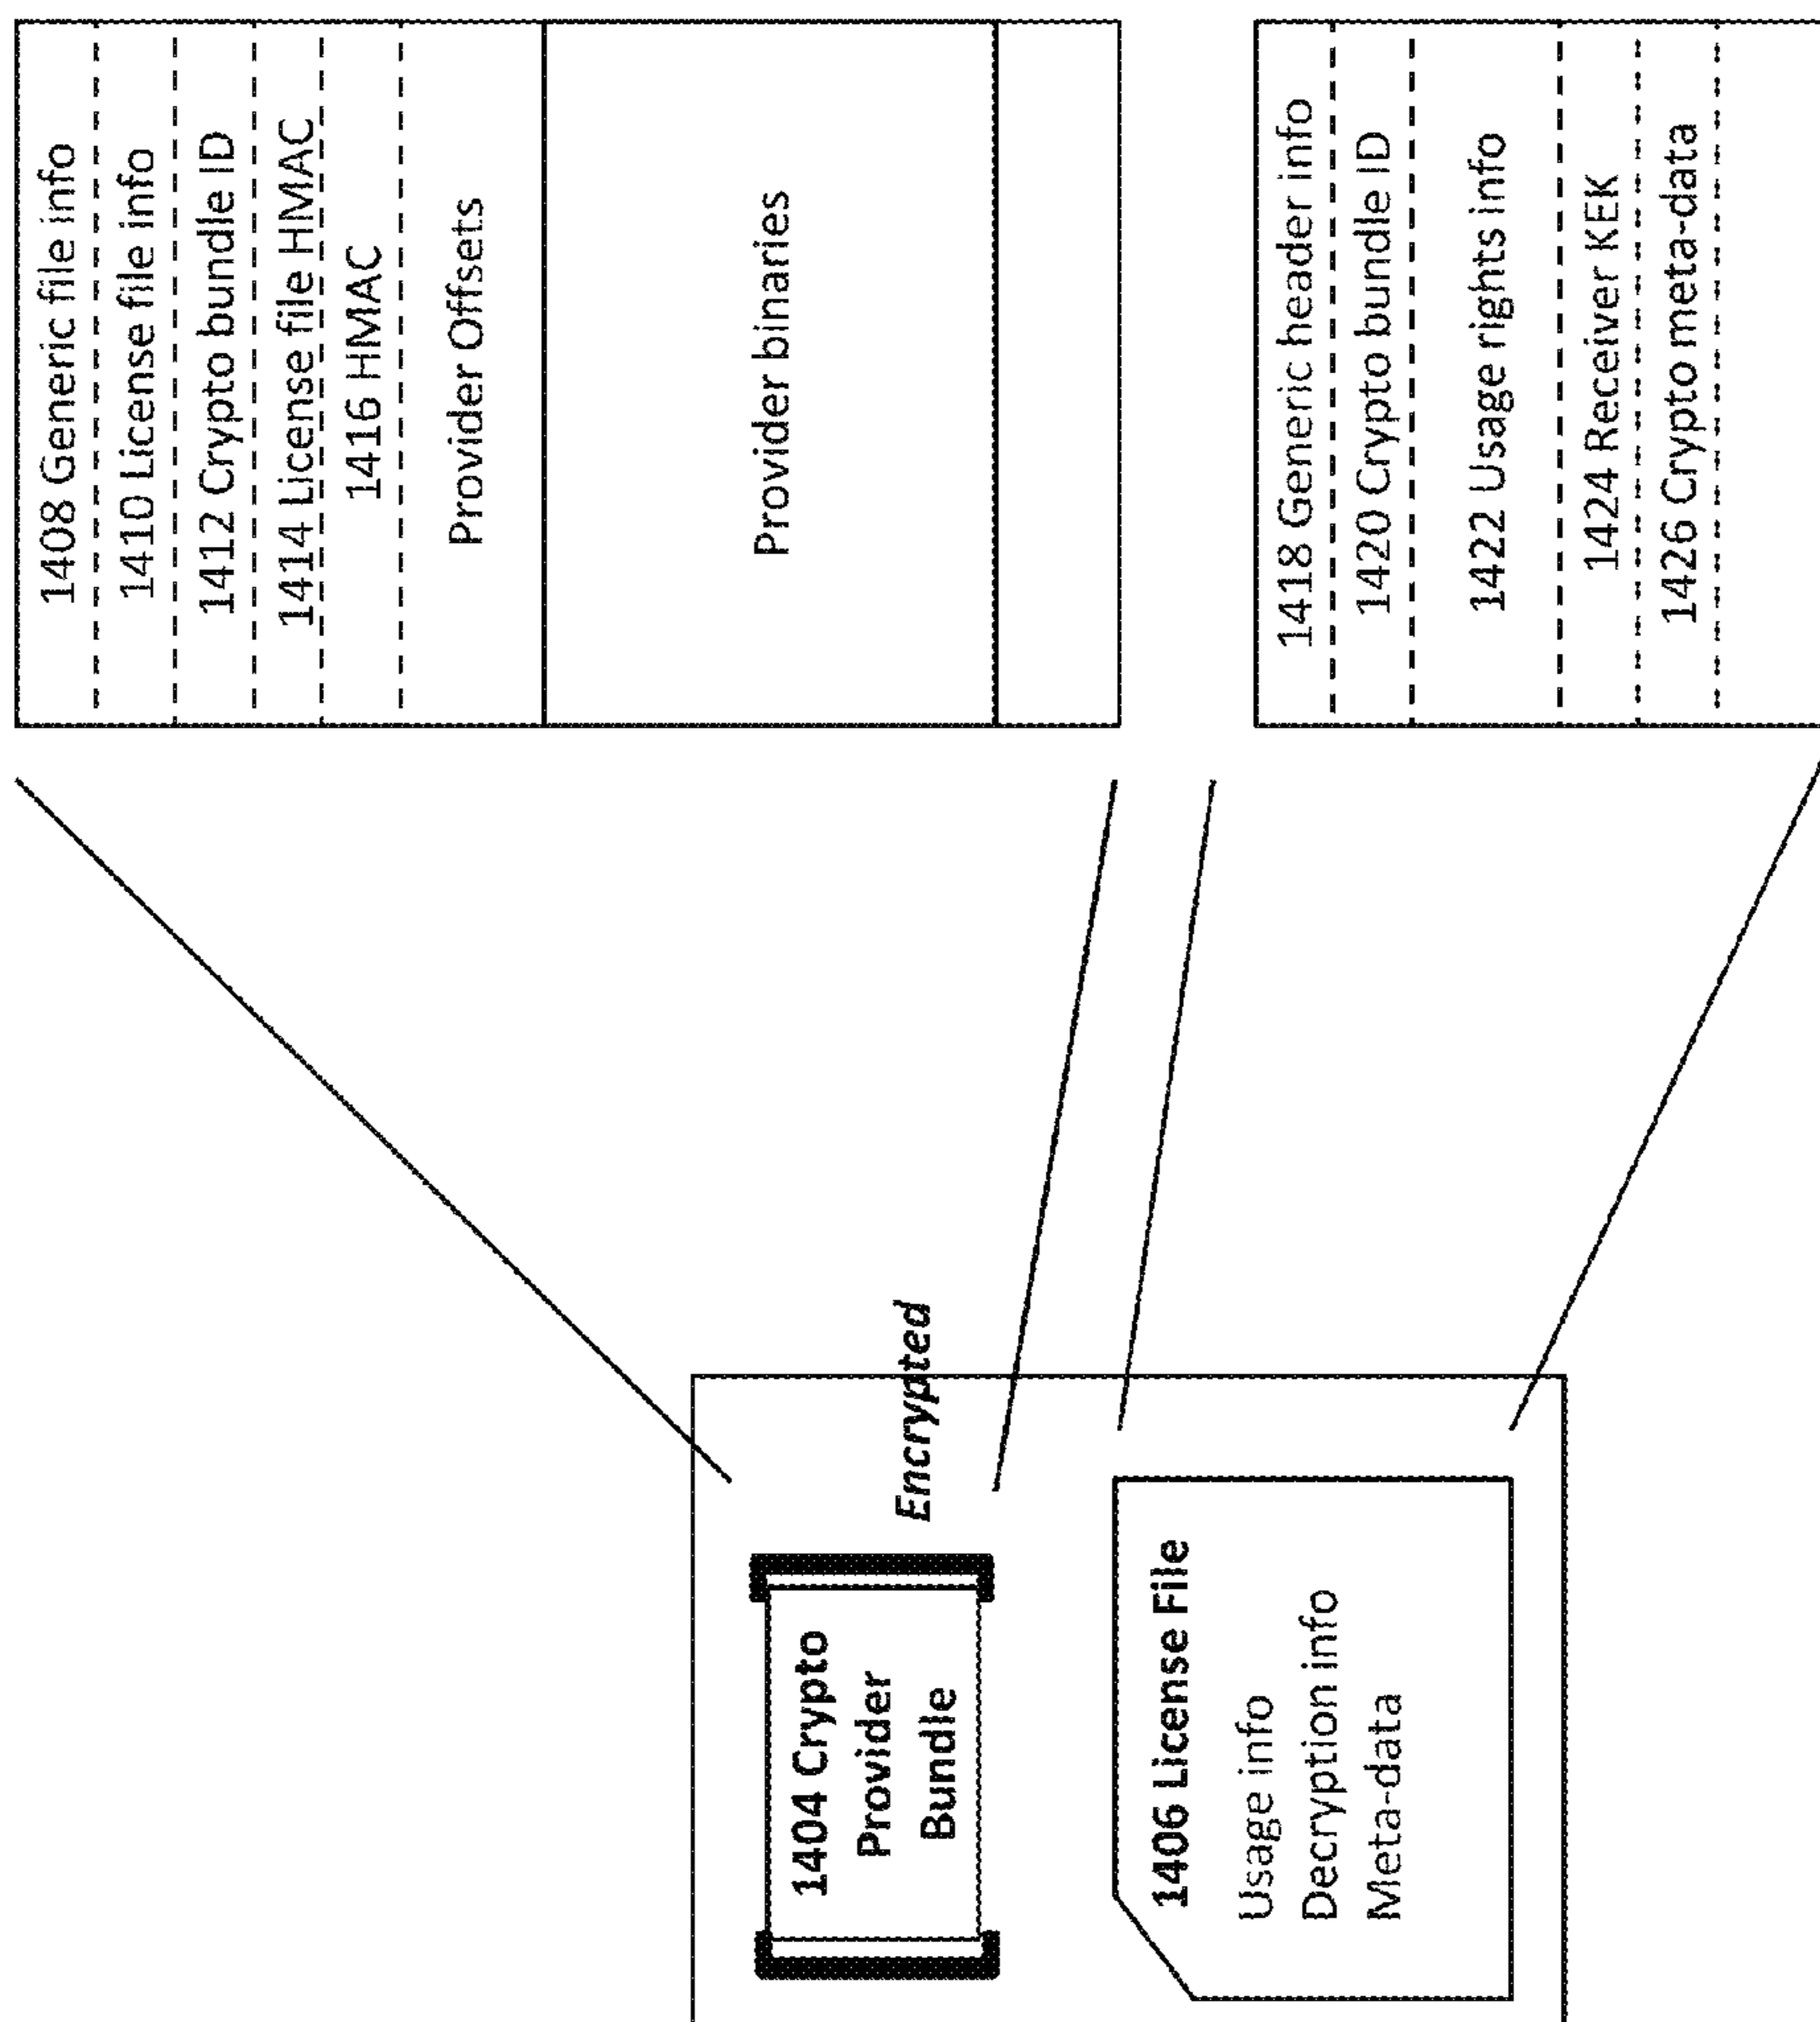 1404 Crypto
Provider
Bundle
Encrypted
1406 License File
Usage info
Decryption info
Meta-data
1408 Generic file info
1410 License file info
1412 Crypto bundle ID
1414 License file HMAC
1416 HMAC
Provider Offsets
Provider binaries
1418 Generic header info
1420 Crypto bundle ID
1422 Usage rights info
1424 Receiver KEK
1426 Crypto meta-data